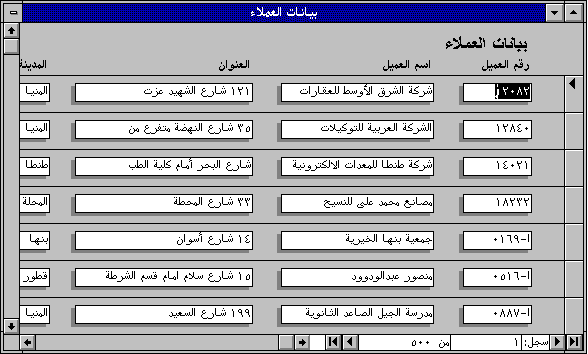 بيانات العملاء
بيانات العملاء
رقم العميل اسم العميل العنوان المدينة
١٢٠٨٢ شركة الشرق الأوسط للعقارات ١٢١ شارع الشهيد عزت المنيا
١٢٨٤٠ الشركة العربية للتوكيلات ٣٥ شارع النهضة متفرع من المنيا
١٤٠٢١ شركة طنطا للمعدات الالكترونية شارع البحر أمام كلية الطب طنطا
١٨٢٣٢ مصانع محمد على للنسيج ٣٣ شارع المحطة المحلة
ا-٠١٦٩ جمعية بنها الخيرية ١٤ شارع أسوان بنها
ا-٠٥١٦ منصور عبدالودود ١٥ شارع سلام امام قسم الشرطة قطور
ا-٠٨٨٧ مدرسة الجيل الصاعد الثانوية ١٩٩ شارع السعيد المنيا
سجل: ١ من ٥٠٠